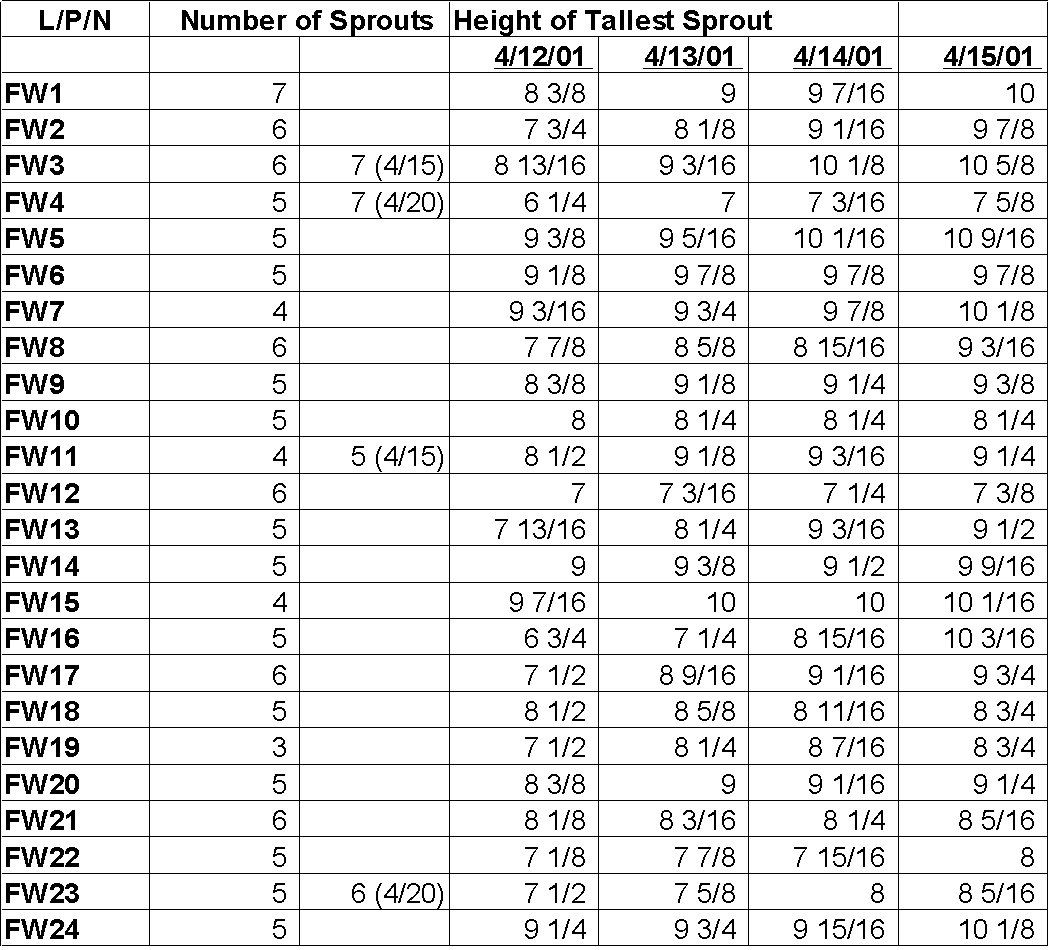 L/P/N Number of Sprouts Height of Tallest Sprout
4/12/01 4/13/01 4/14/01 4/15/01
FW1 7 8 3/8 9 9 7/16 10
FW2 6 7 3/4 8 1/8 9 1/16 9 7/8
FW3 6 7 (4/15) 8 13/16 9 3/16 10 1/8 10 5/8
FW4 5 7 (4/20) 6 1/4 7 7 3/16 7 5/8
FW5 5 9 3/8 9 5/16 10 1/16 10 9/16
FW6 5 9 1/8 9 7/8 9 7/8 9 7/8
FW7 4 9 3/16 9 3/4 9 7/8 10 1/8
FW8 6 7 7/8 8 5/8 8 15/16 9 3/16
FW9 5 8 3/8 9 1/8 9 1/4 9 3/8
FW10 5 8 8 1/4 8 1/4 8 1/4
FW11 4 5 (4/15) 8 1/2 9 1/8 9 3/16 9 1/4
FW12 6 7 7 3/16 7 1/4 7 3/8
FW13 5 7 13/16 8 1/4 9 3/16 9 1/2
FW14 5 9 9 3/8 9 1/2 9 9/16
FW15 4 9 7/16 10 10 10 1/16
FW16 5 6 3/4 7 1/4 8 15/16 10 3/16
FW17 6 7 1/2 8 9/16 9 1/16 9 3/4
FW18 5 8 1/2 8 5/8 8 11/16 8 3/4
FW19 3 7 1/2 8 1/4 8 7/16 8 3/4
FW20 5 8 3/8 9 9 1/16 9 1/4
FW21 6 8 1/8 8 3/16 8 1/4 8 5/16
FW22 5 7 1/8 7 7/8 7 15/16 8
FW23 5 6 (4/20) 7 1/2 7 5/8 8 8 5/16
FW24 5 9 1/4 9 3/4 9 15/16 10 1/8